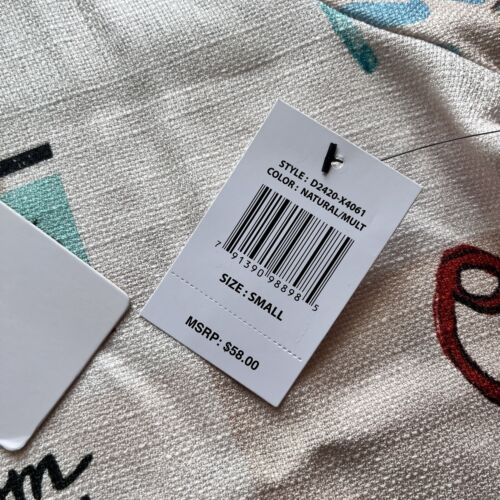 STYLE : D2420-X4061
COLOR : NATURAL/MULT
7 91390 98898 5
SIZE : SMALL
MSRP: $58.00